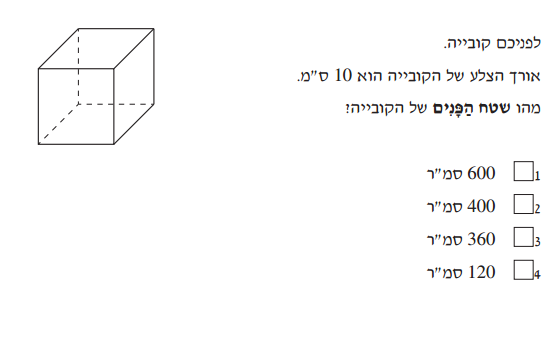 לפניכם קובייה.
אורך הצלע של הקובייה הוא 10 ס"מ.
מהו שטח הַפָּנִים של הקובייה?
1 600 סמ"ר
2 400 סמ"ר
3 360 סמ"ר
4 120 סמ"ר